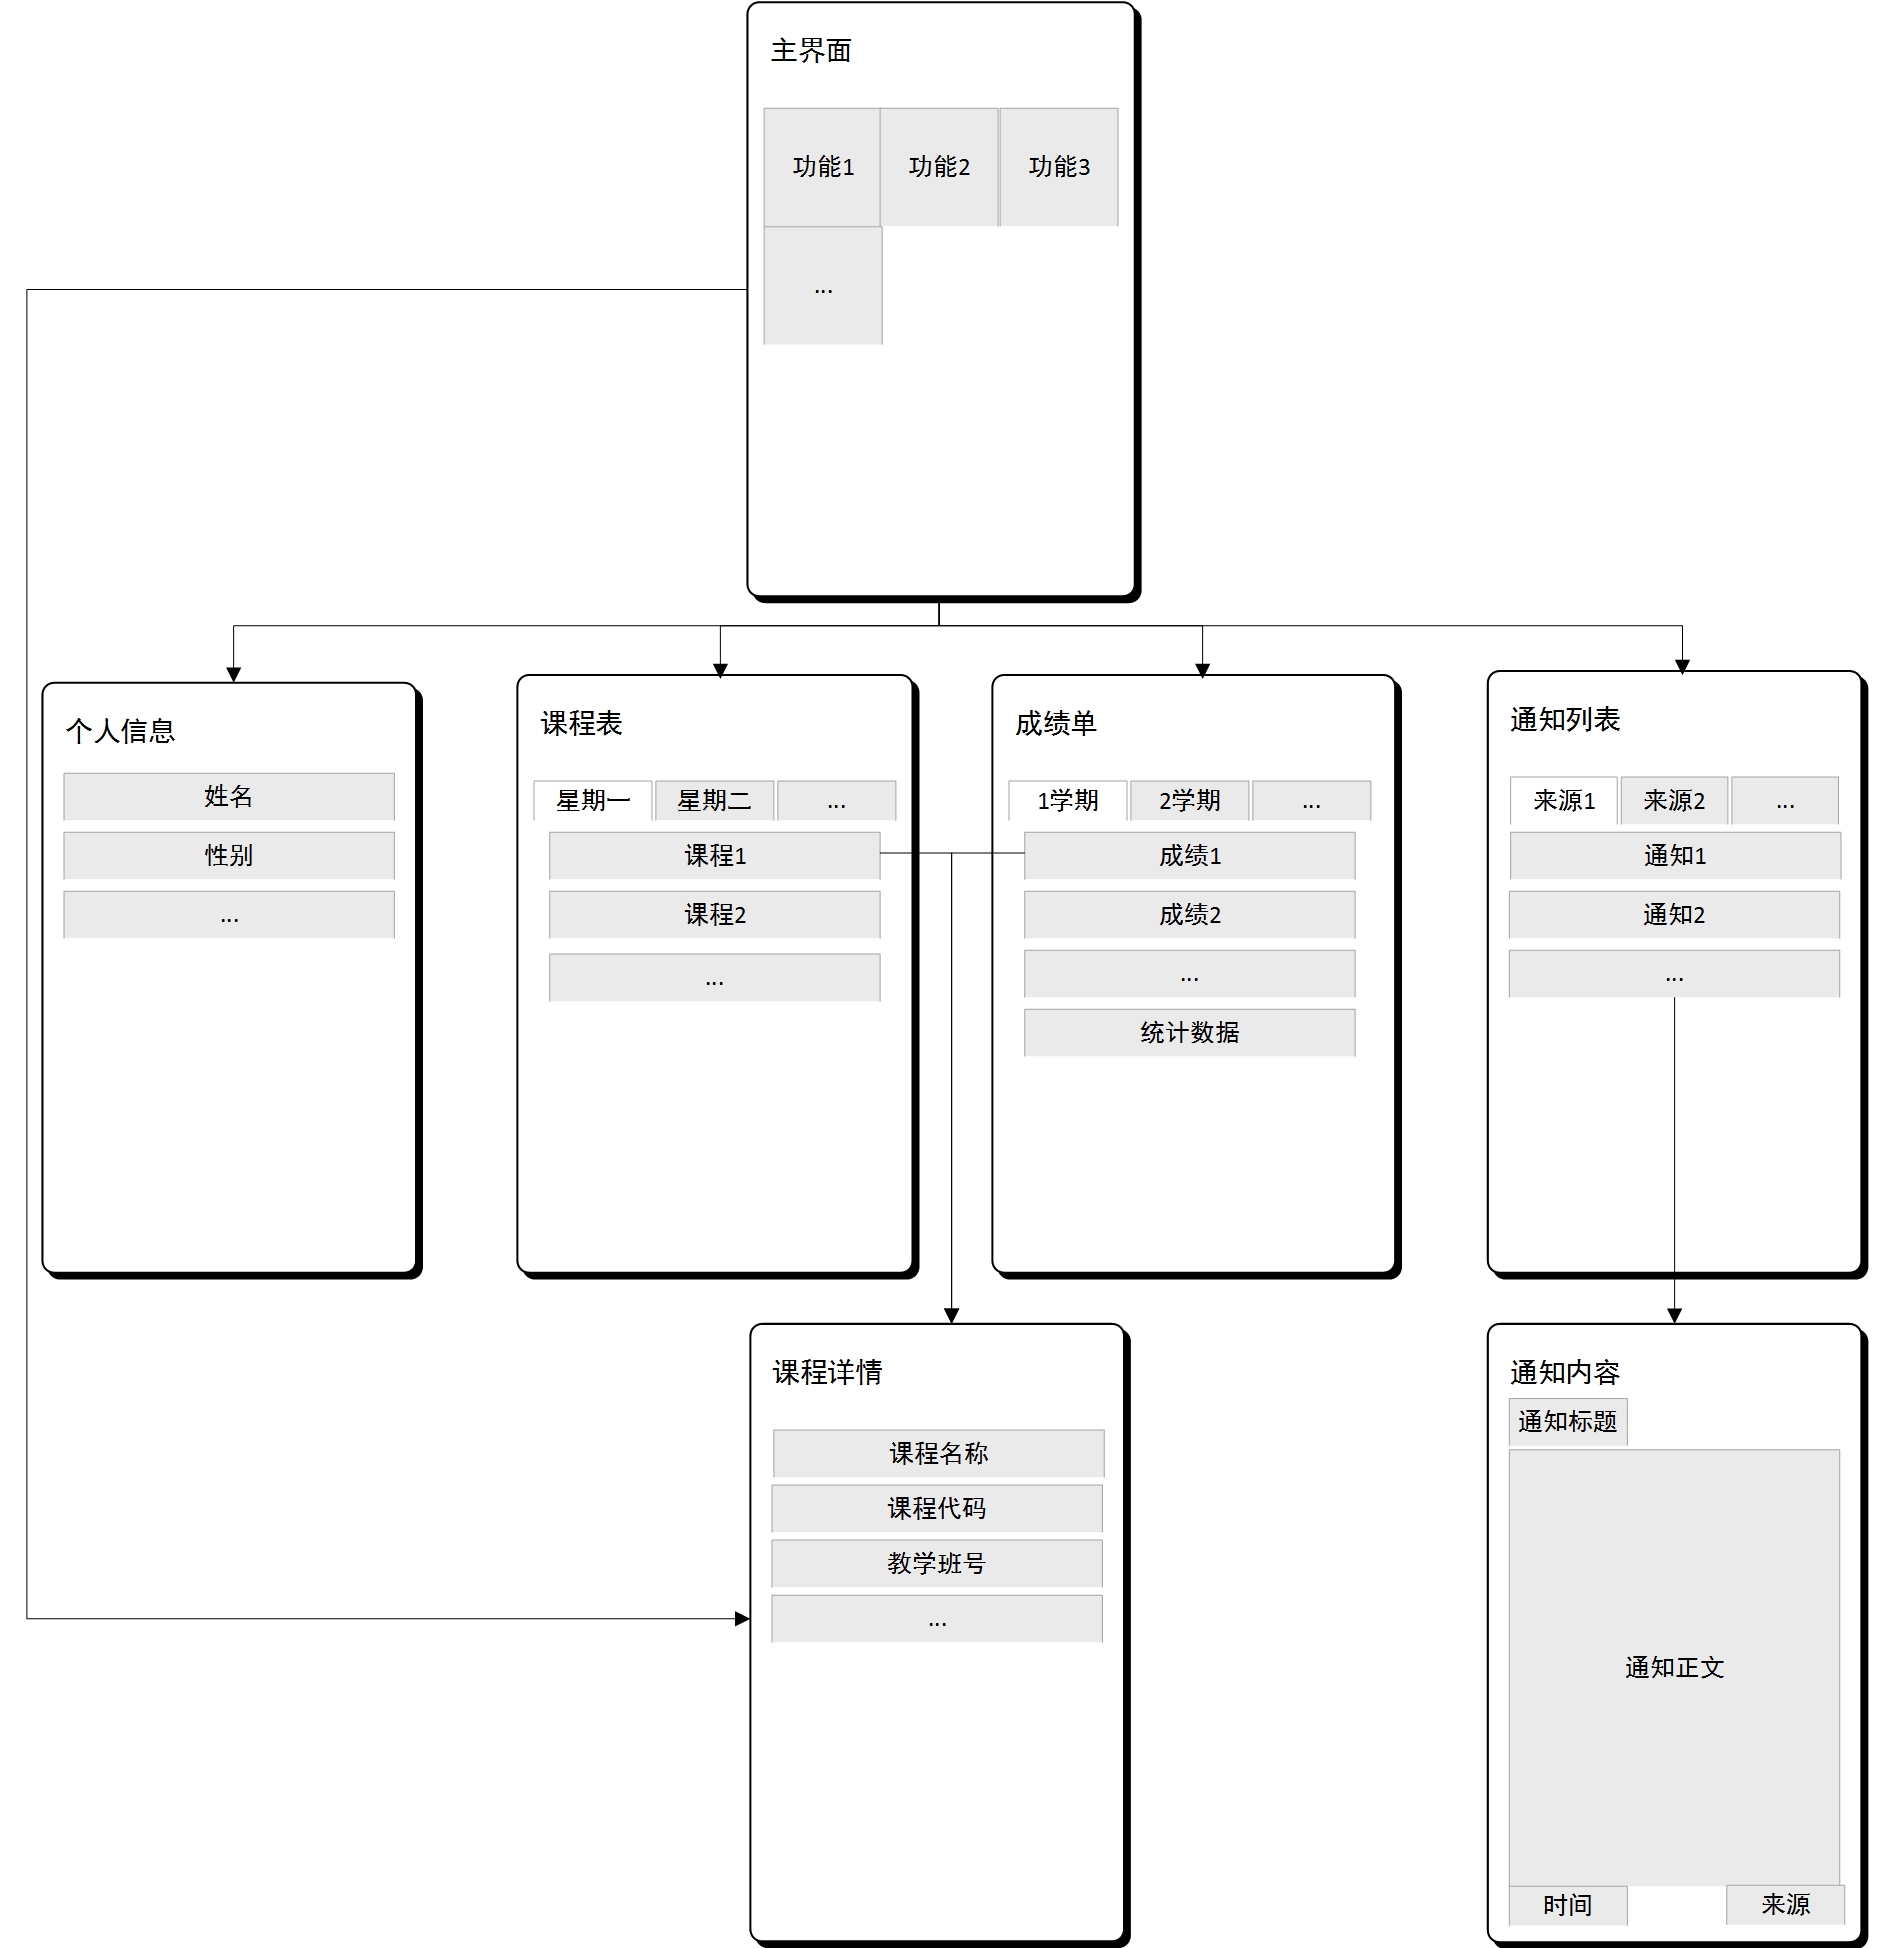 主界面
功能1 功能2 功能3
...
个人信息
姓名
性别
...
课程表
星期一 星期二 ...
课程1
课程2
...
成绩单
1学期 2学期 ...
成绩1
成绩2
...
统计数据
通知列表
来源1 来源2 ...
通知1
通知2
...
课程详情
课程名称
课程代码
教学班号
...
通知内容
通知标题
通知正文
时间 来源